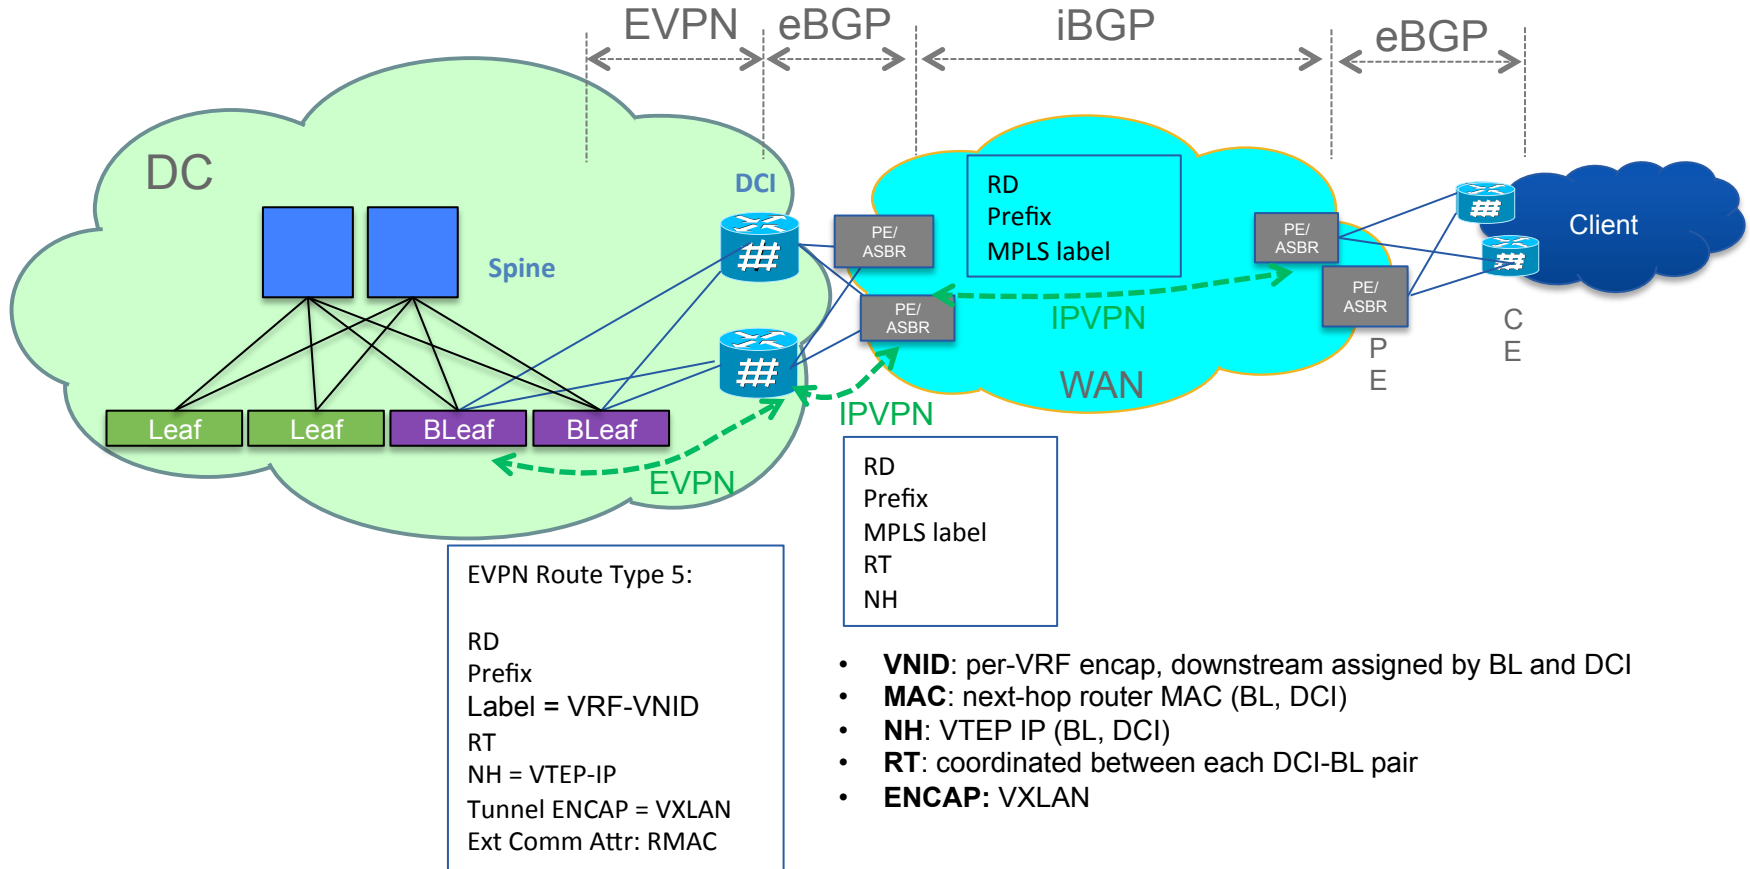 EVPN
eBGP
iBGP
eBGP
DC
DCI
Spine
Leaf
Leaf
BLeaf
BLeaf
EVPN
PE/
ASBR
PE/
ASBR
IPVPN
RD
Prefix
MPLS label
IPVPN
WAN
PE/
ASBR
PE/
ASBR
P
E
C
E
Client
EVPN Route Type 5:
RD
Prefix
Label = VRF-VNID
RT
NH = VTEP-IP
Tunnel ENCAP = VXLAN
Ext Comm Attr: RMAC
RD
Prefix
MPLS label
RT
NH
• VNID: per-VRF encap, downstream assigned by BL and DCI
• MAC: next-hop router MAC (BL, DCI)
• NH: VTEP IP (BL, DCI)
• RT: coordinated between each DCI-BL pair
• ENCAP: VXLAN